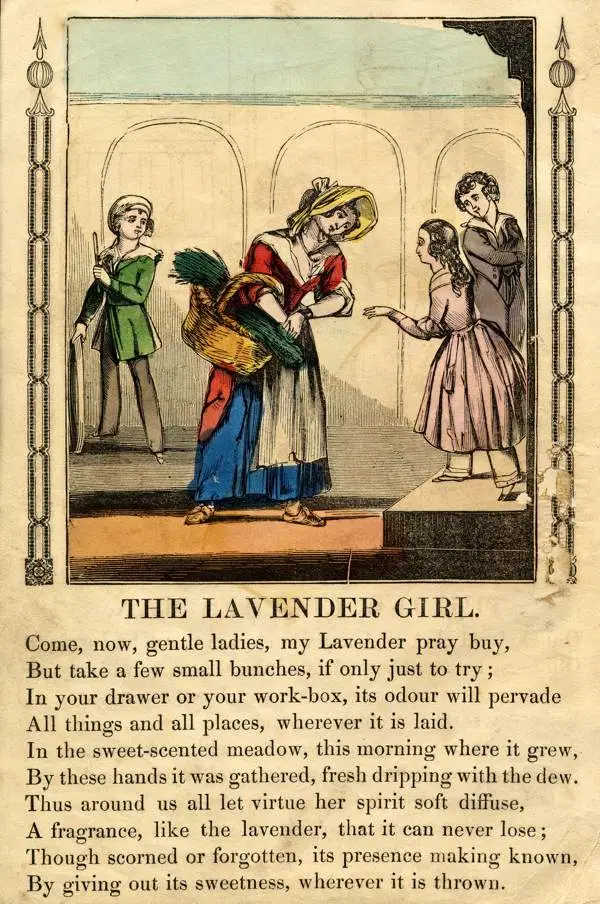 THE LAVENDER GIRL.
Come, now, gentle ladies, my Lavender pray buy,
But take a few small bunches, if only just to try;
In your drawer or your work-box, its odour will pervade
All things and all places, wherever it is laid.
In the sweet-scented meadow, this morning where it grew,
By these hands it was gathered, fresh dripping with the dew.
Thus around us all let virtue her spirit soft diffuse,
A fragrance, like the lavender, that it can never lose;
Though scorned or forgotten, its presence making known,
By giving out its sweetness, wherever it is thrown.